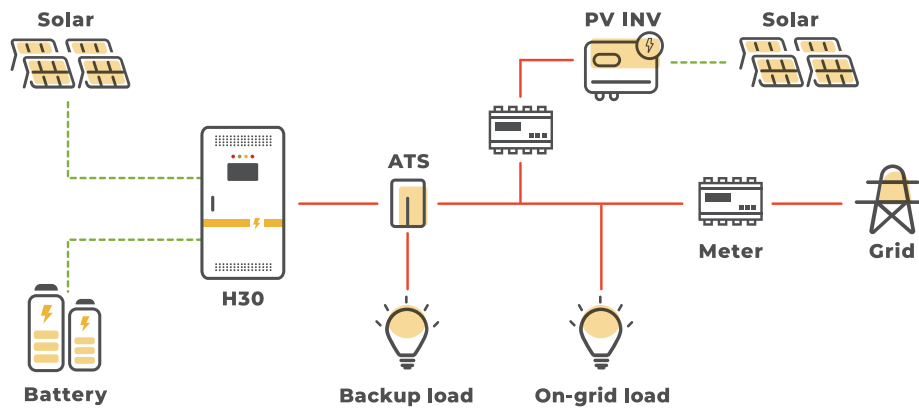 Solar
PV INV
Solar
ATS
Meter
Grid
H30
Battery
Backup load
On-grid load